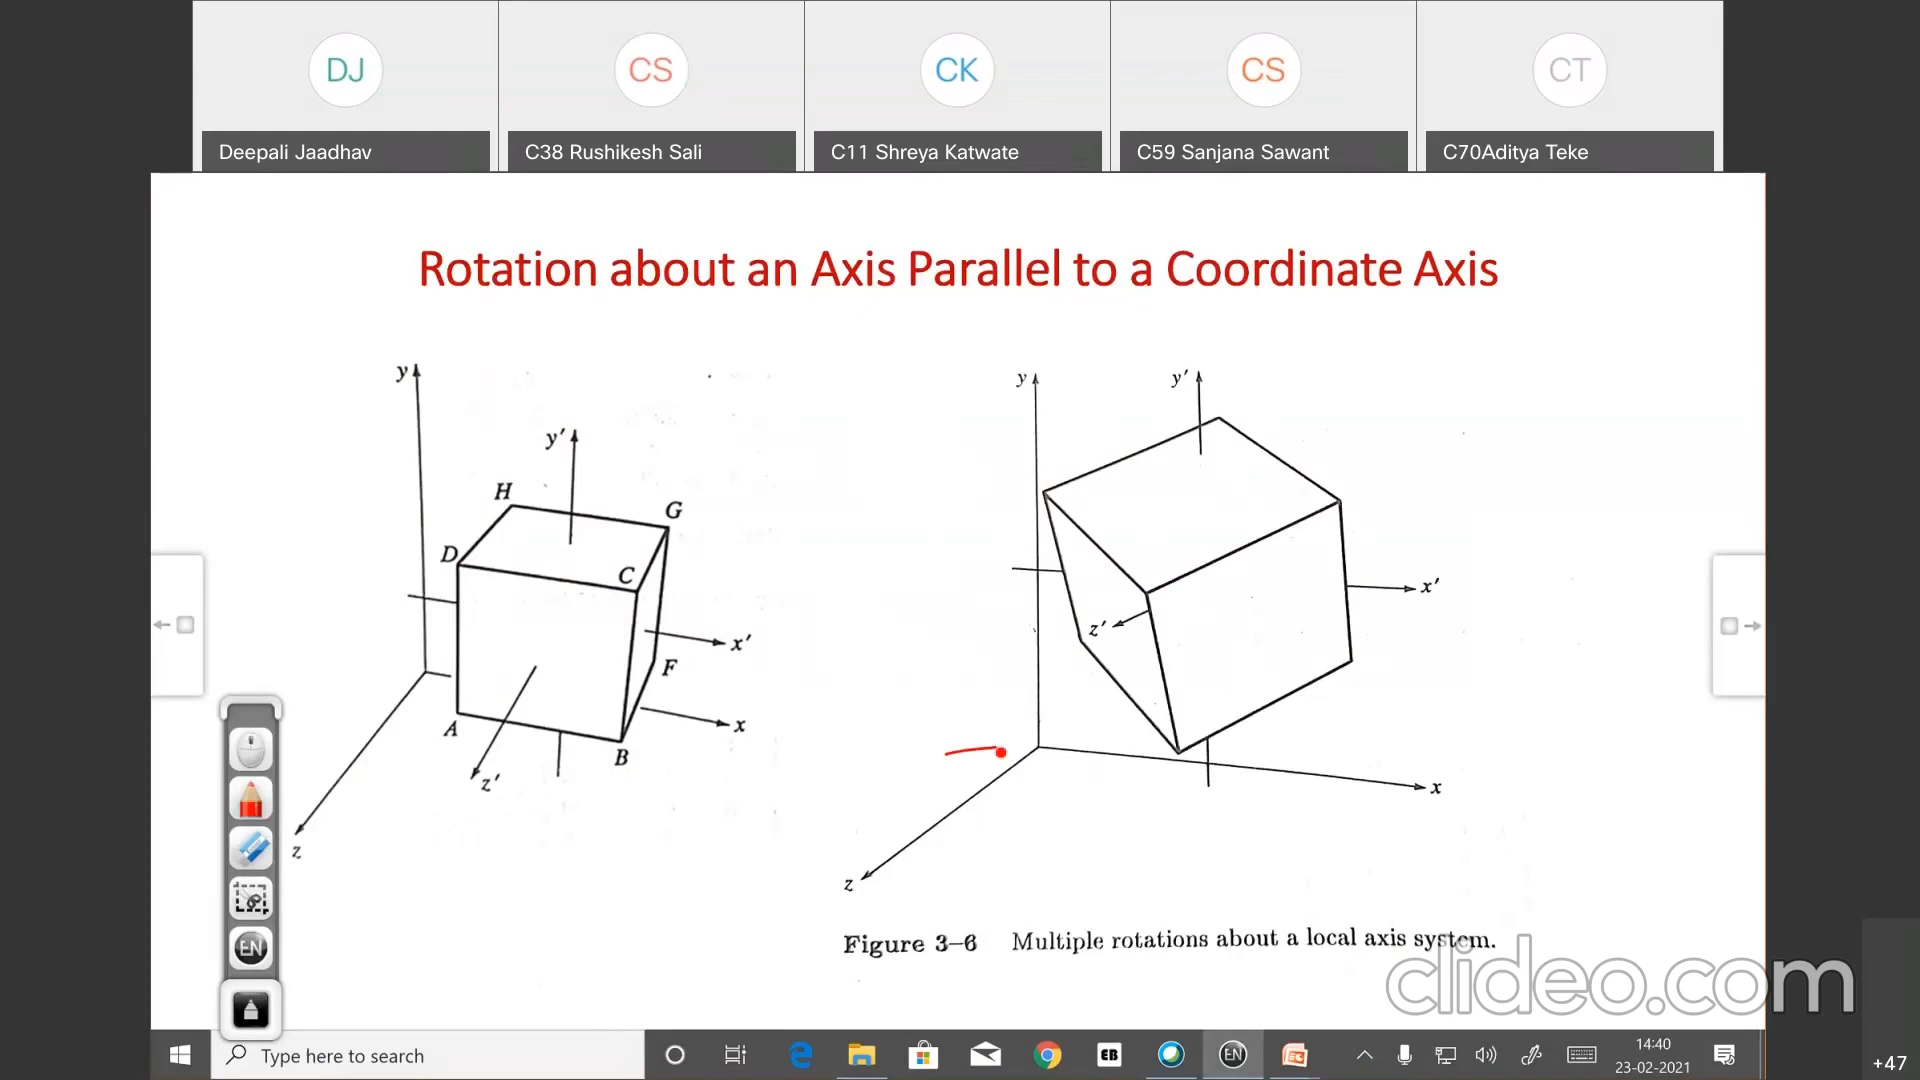 DJ
CS
CK
CS
CT
Deepali Jaadhav
C38 Rushikesh Sali
C11 Shreya Katwate
C59 Sanjana Sawant
C70Aditya Teke
Rotation about an Axis Parallel to a Coordinate Axis
y
y'
H
G
D
C
x'
F
A
x
B
z'
z
y
y'
x'
z'
x
z
Figure 3–6 Multiple rotations about a local axis system.
clideo.com
EN
Type here to search
EB
EN
14:40
23-02-2021
+47